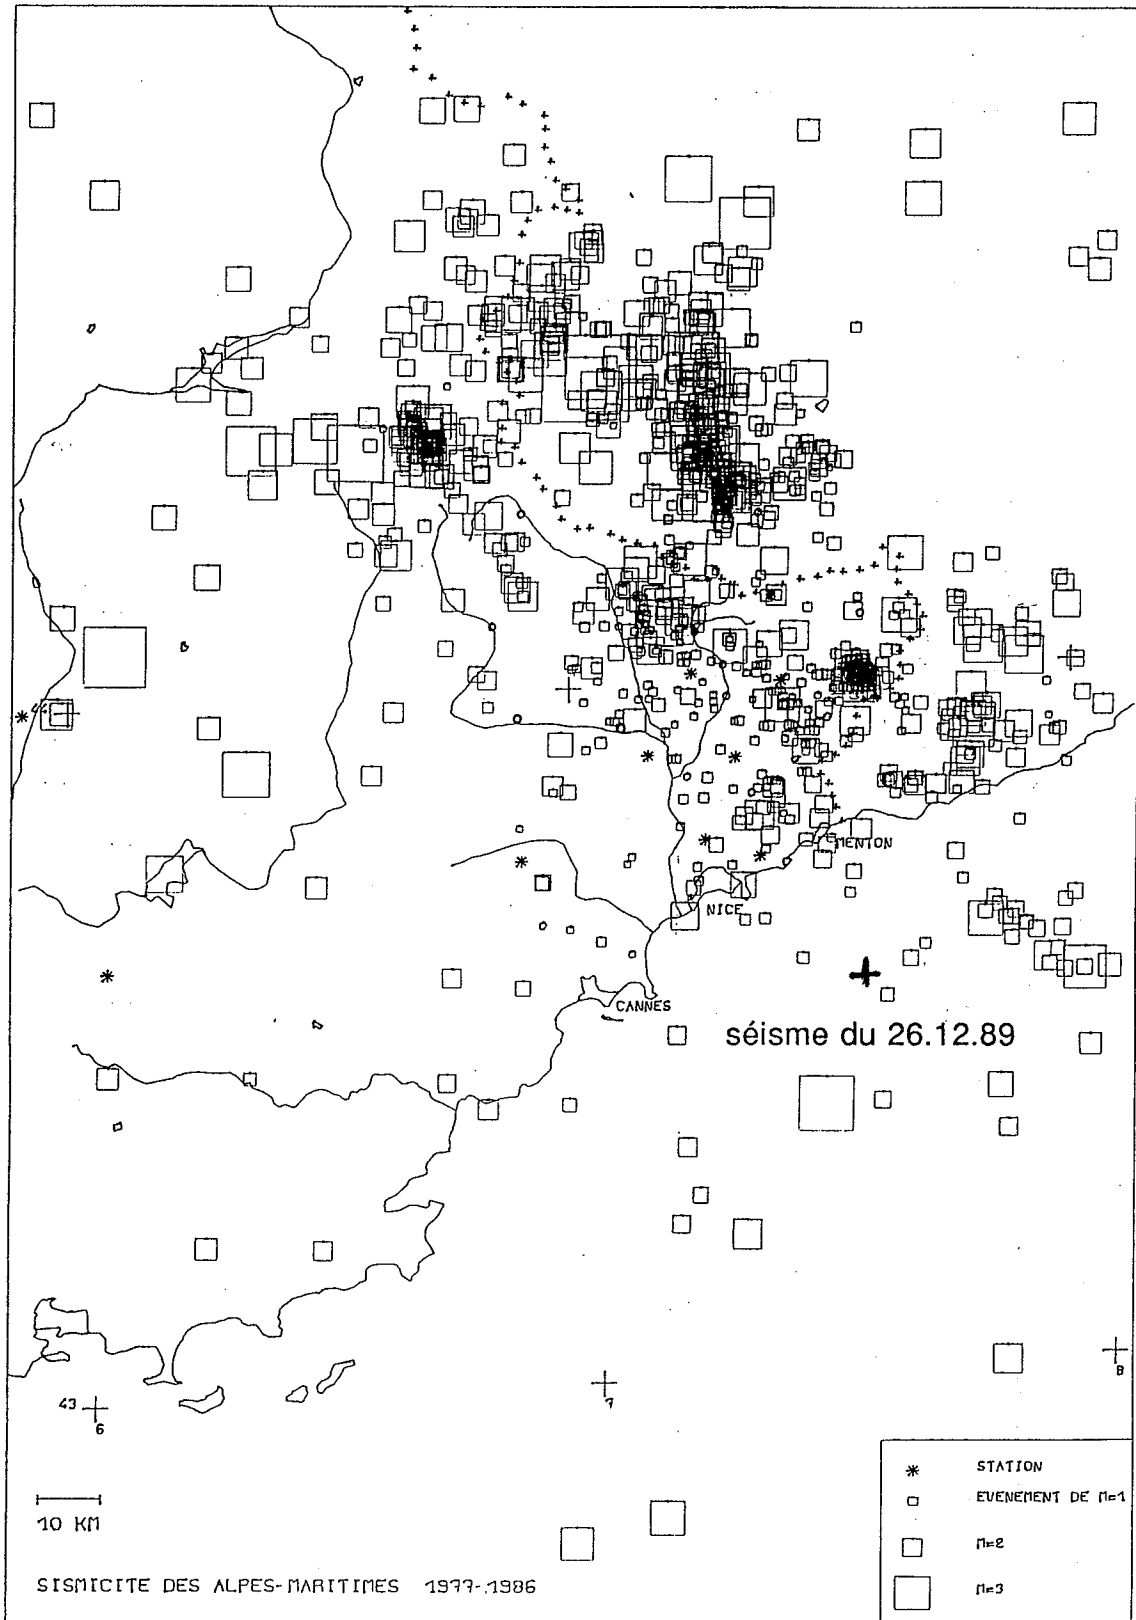 MENTON
NICE
CANNES
séisme du 26.12.89
8
7
43
6
10 KM
SISMICITE DES ALPES-MARITIMES 1977-1986
STATION
EVENEMENT DE M=1
M=2
M=3